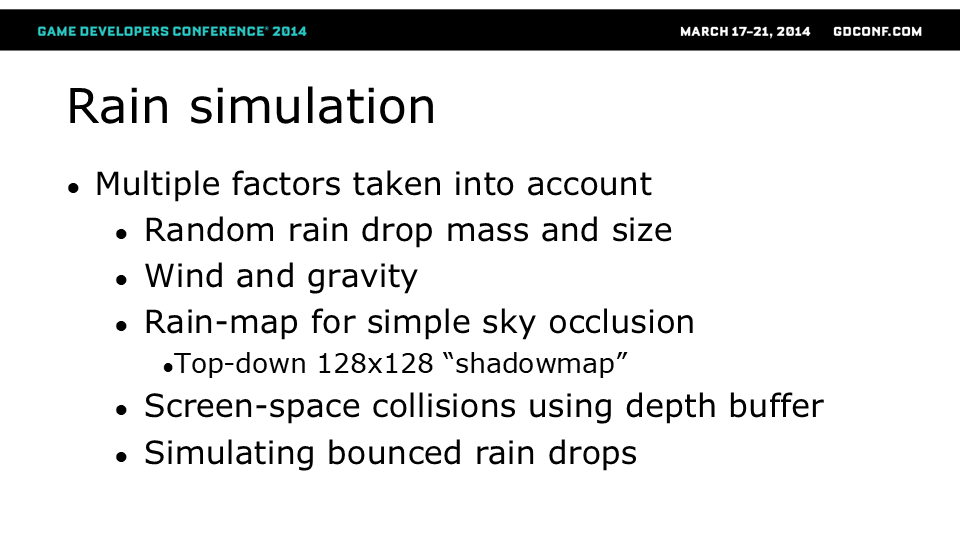 GAME DEVELOPERS CONFERENCE® 2014 MARCH 17–21, 2014 GDCONF.COM
Rain simulation
● Multiple factors taken into account
● Random rain drop mass and size
● Wind and gravity
● Rain-map for simple sky occlusion
●Top-down 128x128 “shadowmap”
● Screen-space collisions using depth buffer
● Simulating bounced rain drops